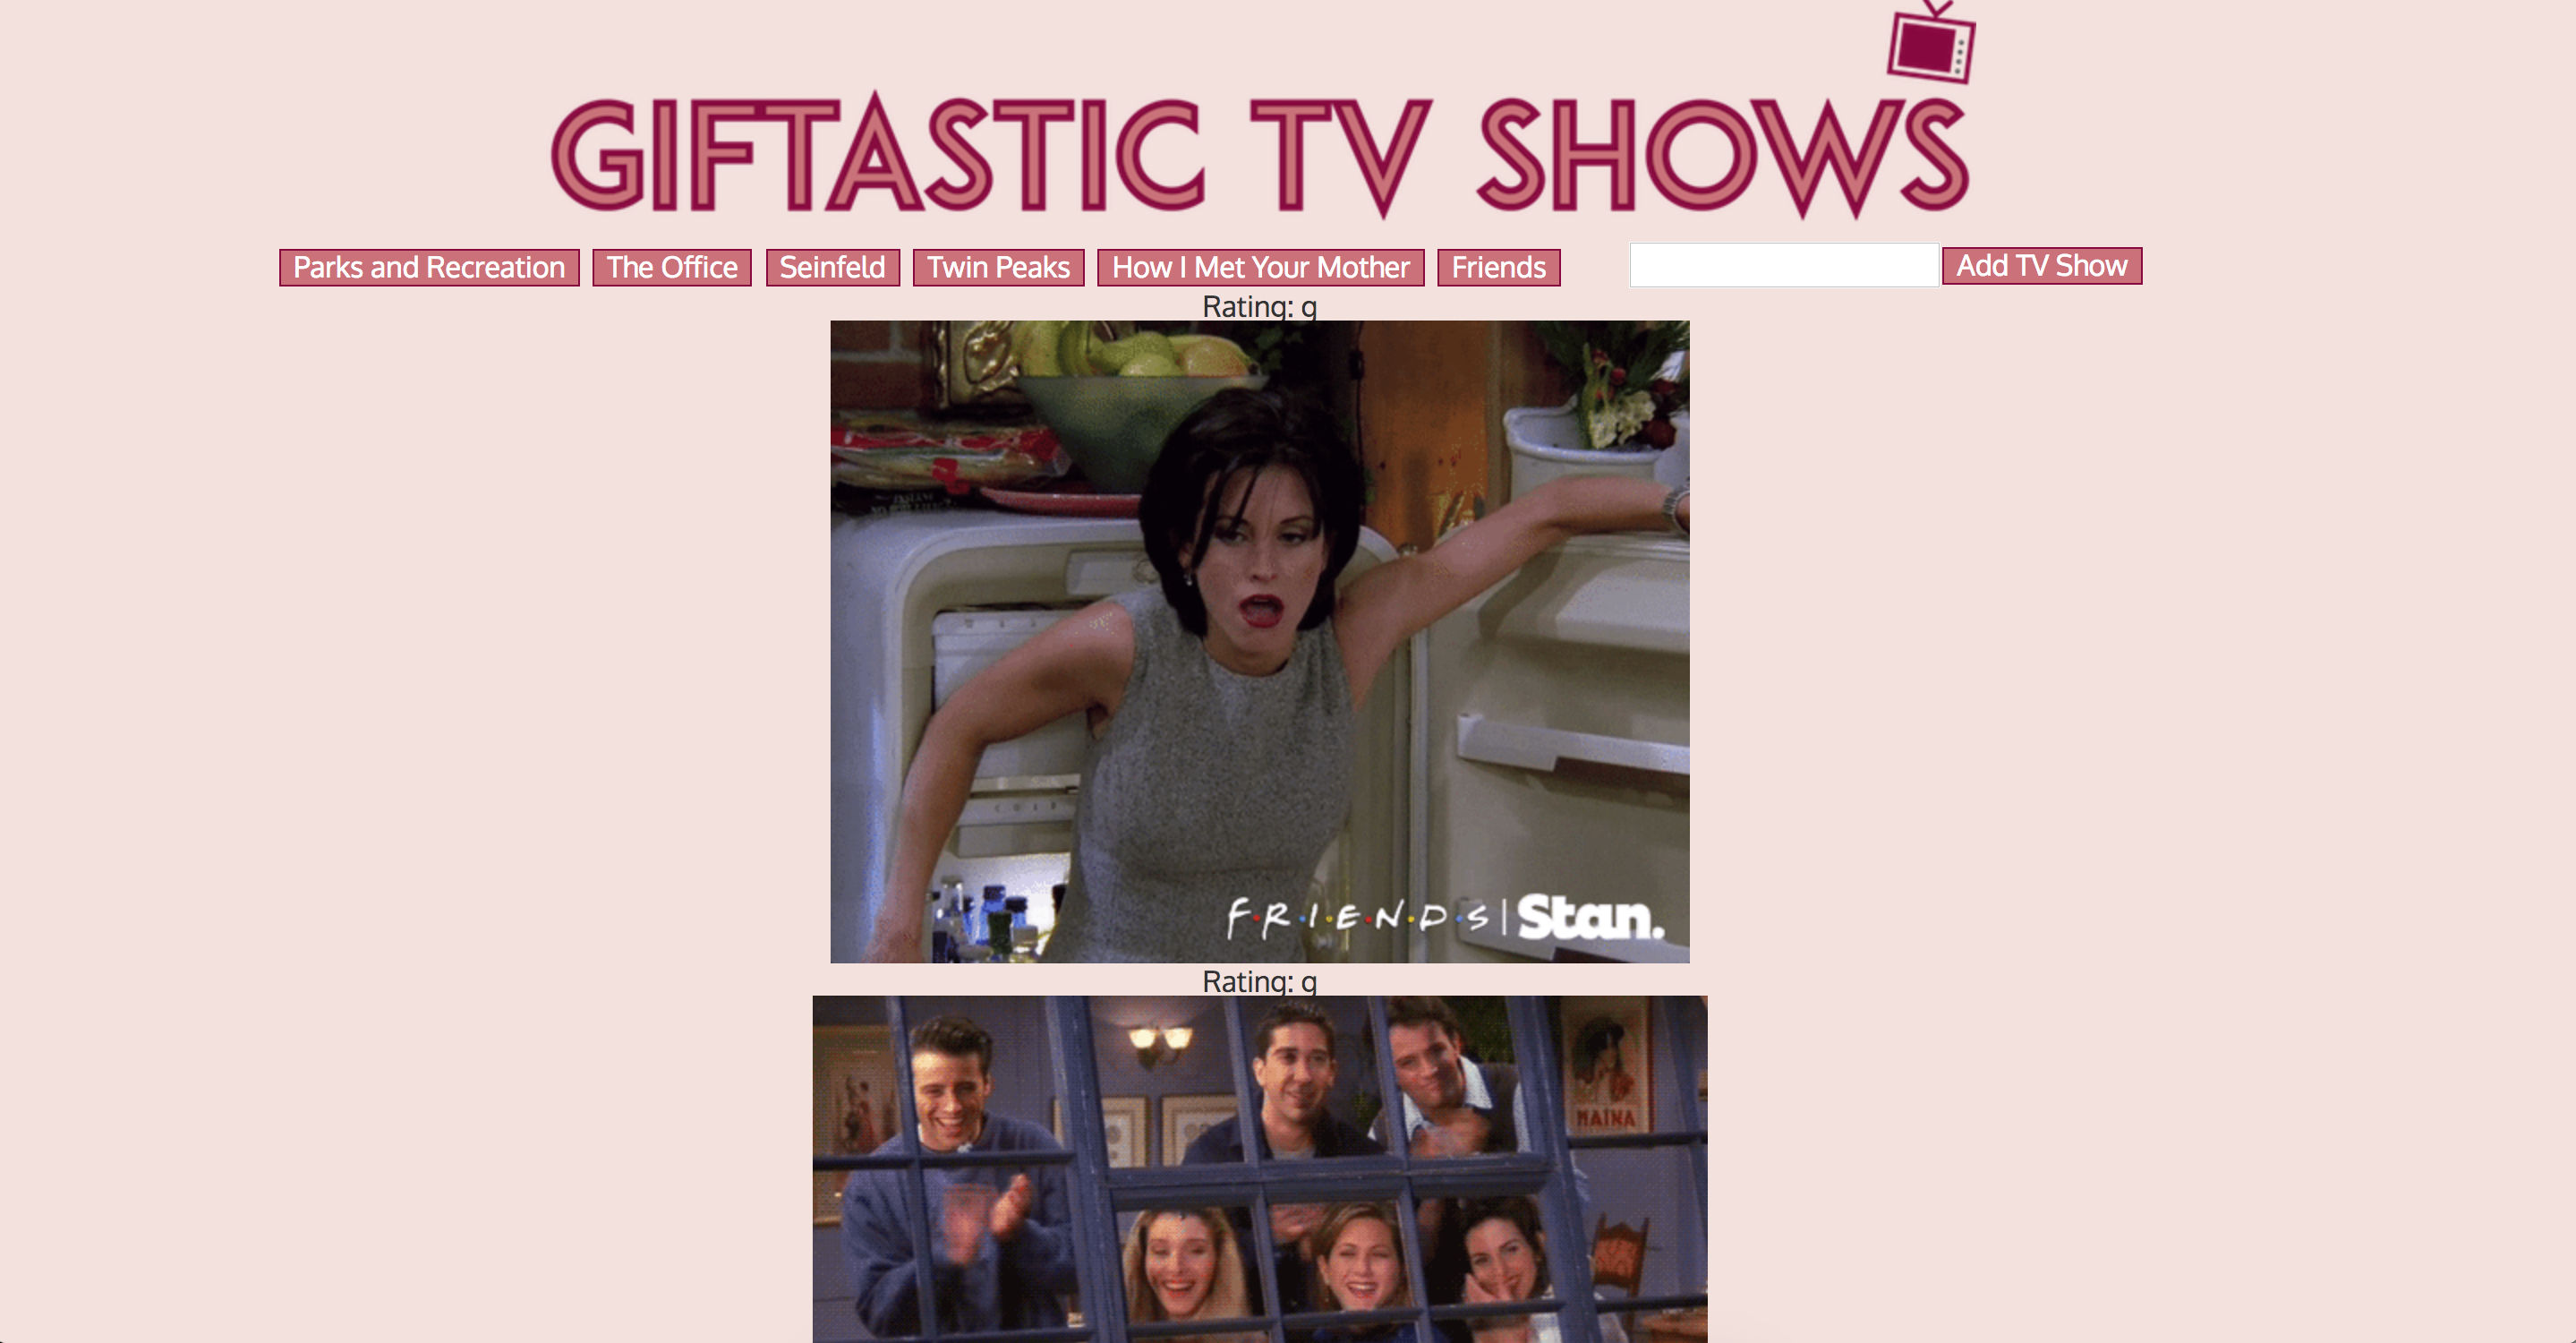 GIFTASTIC TV SHOWS
Parks and Recreation The Office Seinfeld Twin Peaks How I Met Your Mother Friends Add TV Show
Rating: g
F·R·I·E·N·D·S | Stan.
Rating: g
MAINA